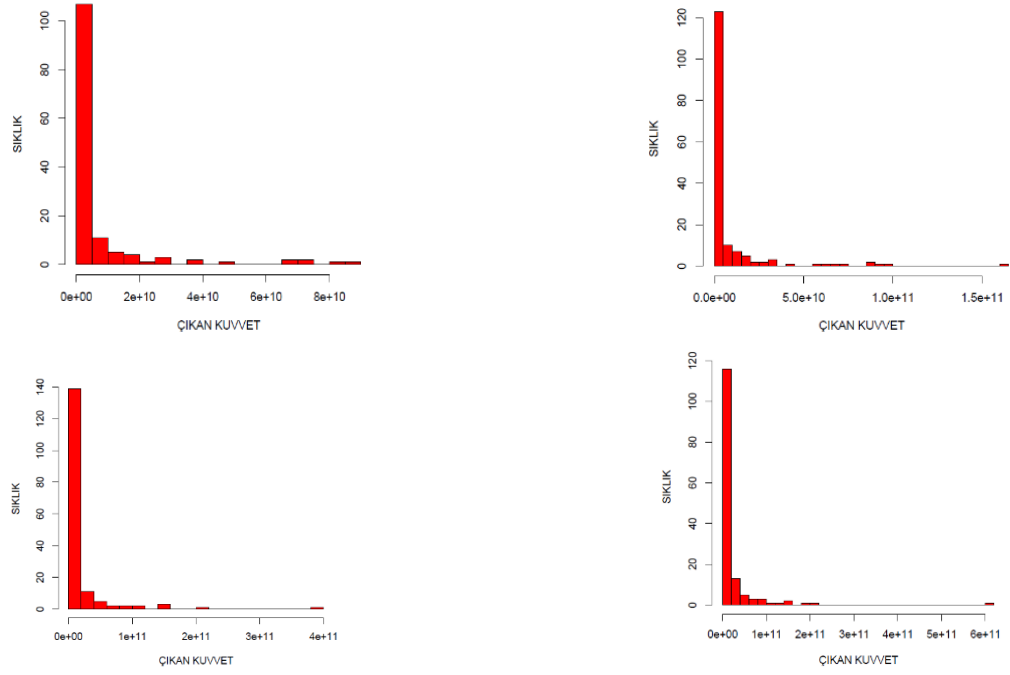 100
80
60
40
20
0
SIKLIK
0e+00 2e+10 4e+10 6e+10 8e+10
ÇIKAN KUVVET
120
100
80
60
40
20
0
SIKLIK
0.0e+00 5.0e+10 1.0e+11 1.5e+11
ÇIKAN KUVVET
140
120
100
80
60
40
20
0
SIKLIK
0e+00 1e+11 2e+11 3e+11 4e+11
ÇIKAN KUVVET
120
100
80
60
40
20
0
SIKLIK
0e+00 1e+11 2e+11 3e+11 4e+11 5e+11 6e+11
ÇIKAN KUVVET